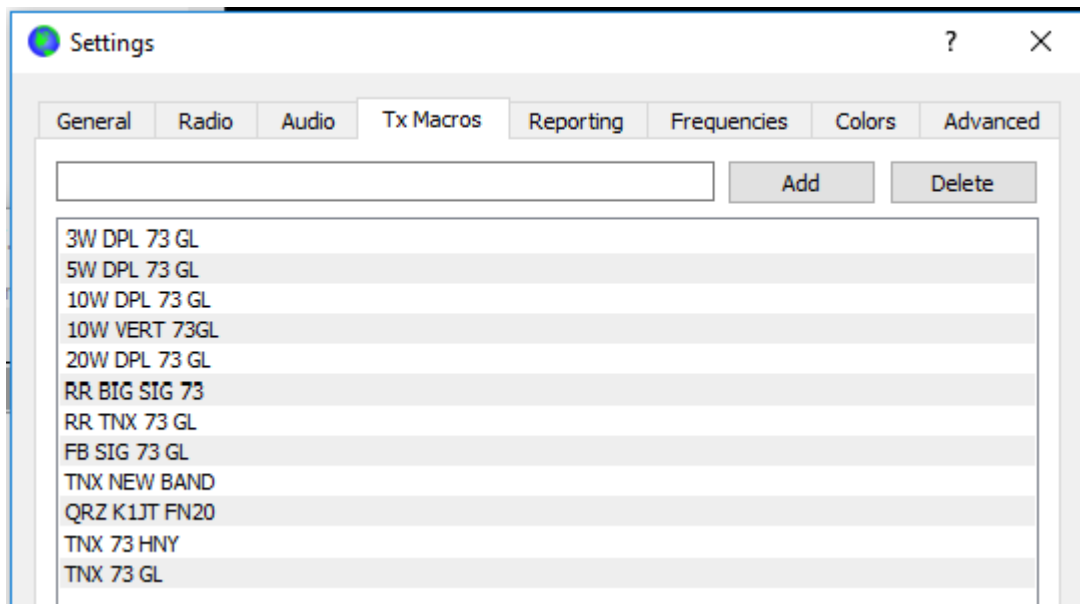 Settings ? ×
General Radio Audio Tx Macros Reporting Frequencies Colors Advanced
Add Delete
3W DPL 73 GL
5W DPL 73 GL
10W DPL 73 GL
10W VERT 73GL
20W DPL 73 GL
RR BIG SIG 73
RR TNX 73 GL
FB SIG 73 GL
TNX NEW BAND
QRZ K1JT FN20
TNX 73 HNY
TNX 73 GL